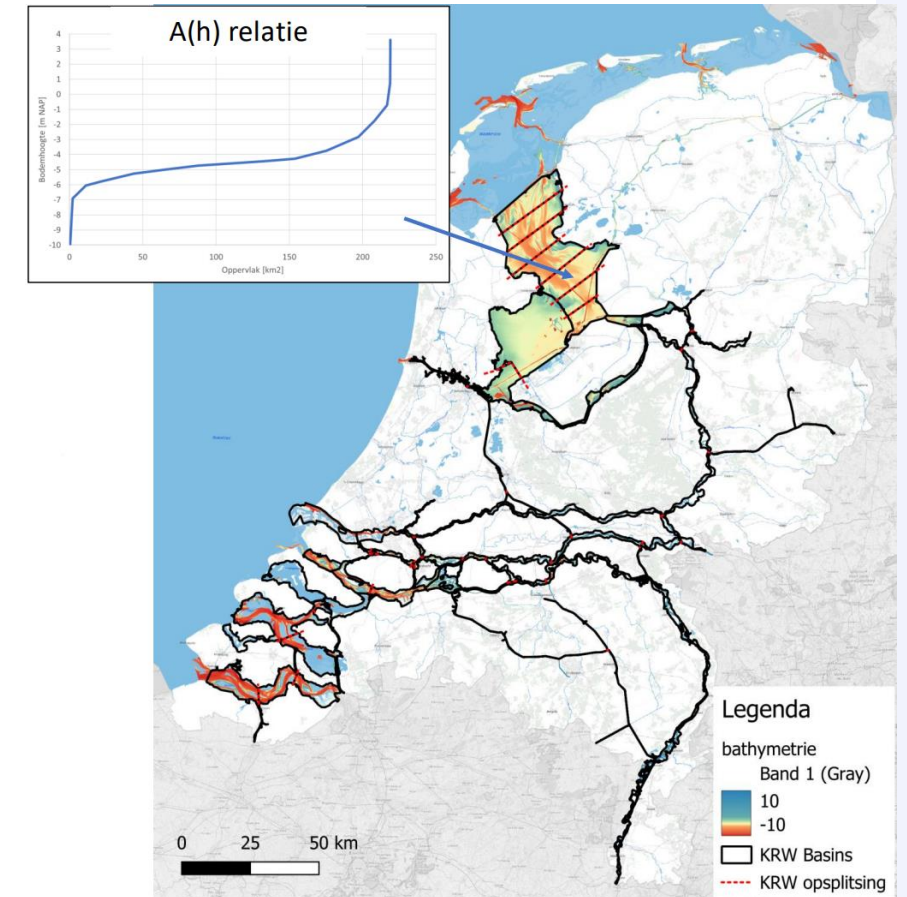 A(h) relatie
4
3
2
1
0
-1
-2
-3
-4
-5
-6
-7
-8
-9
-10
Bodemhoogte [m NAP]
0 50 100 150 200 250
Oppervlak [km2]
0 25 50 km
Legenda
bathymetrie
Band 1 (Gray)
10
-10
KRW Basins
KRW opsplitsing